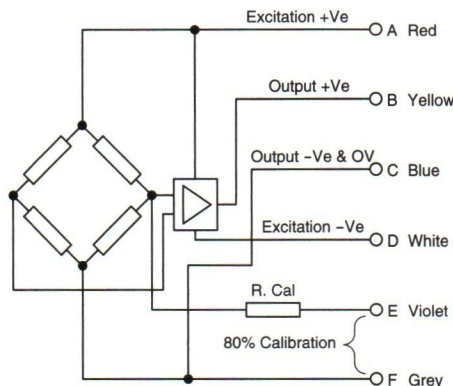 Excitation +Ve
A Red
Output +Ve
B Yellow
Output −Ve & OV
C Blue
Excitation −Ve
D White
R. Cal
E Violet
80% Calibration
F Grey